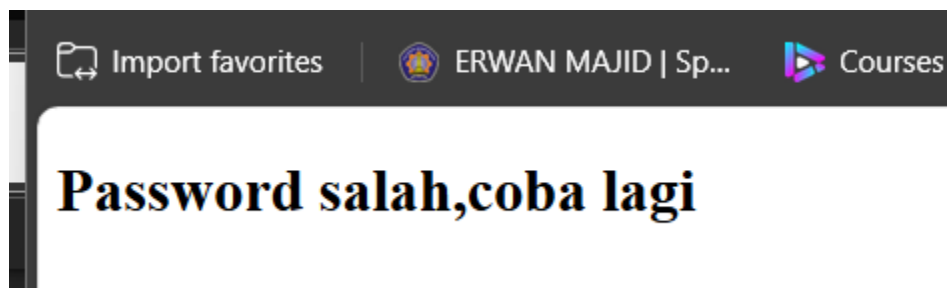 Import favorites ERWAN MAJID | Sp... Courses
Password salah,coba lagi